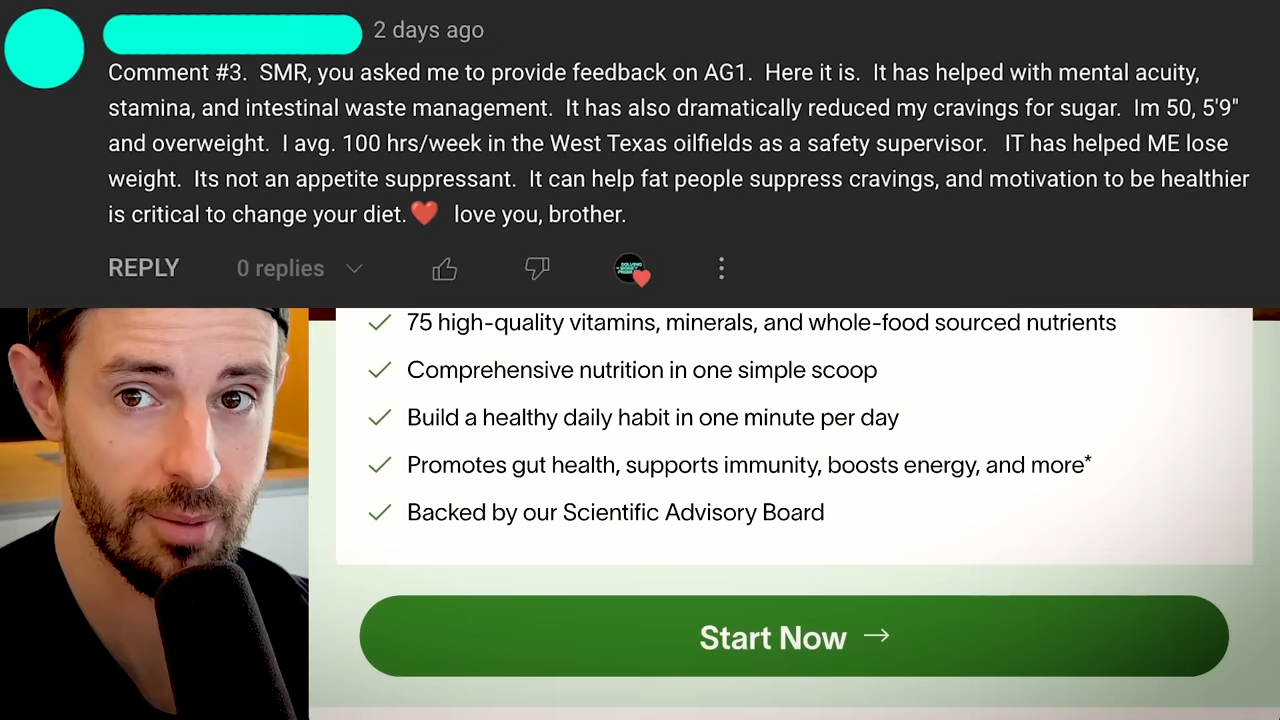 2 days ago
Comment #3.  SMR, you asked me to provide feedback on AG1.  Here it is.  It has helped with mental acuity,
stamina, and intestinal waste management.  It has also dramatically reduced my cravings for sugar.  Im 50, 5'9"
and overweight.  I avg. 100 hrs/week in the West Texas oilfields as a safety supervisor.   IT has helped ME lose
weight.  Its not an appetite suppressant.  It can help fat people suppress cravings, and motivation to be healthier
is critical to change your diet.❤️  love you, brother.
REPLY 0 replies
75 high-quality vitamins, minerals, and whole-food sourced nutrients
Comprehensive nutrition in one simple scoop
Build a healthy daily habit in one minute per day
Promotes gut health, supports immunity, boosts energy, and more*
Backed by our Scientific Advisory Board
Start Now →